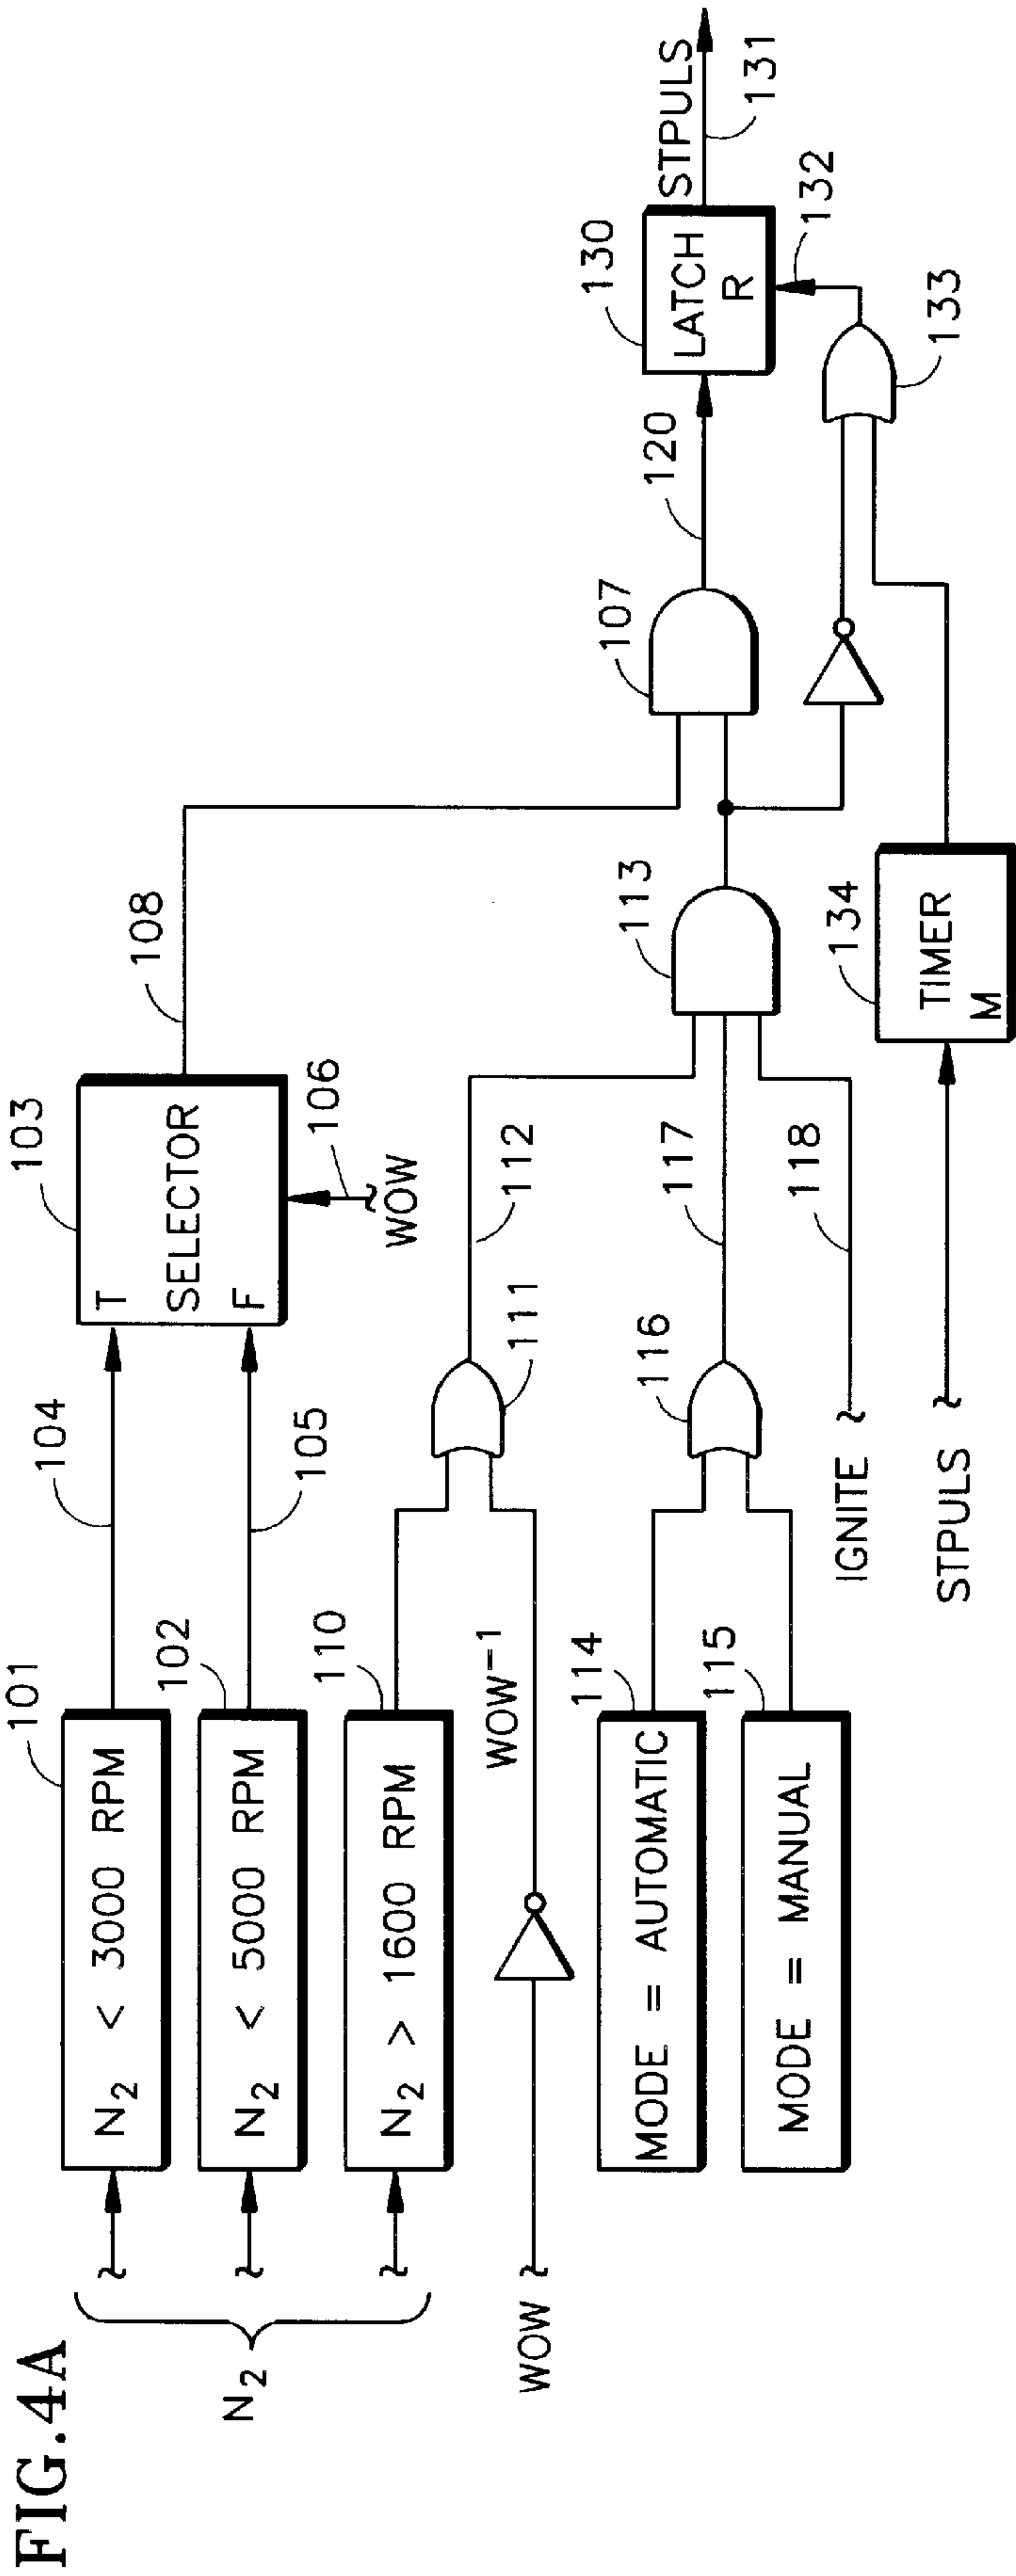 FIG.4A
N2
101
N2 < 3000 RPM
104
103
T
SELECTOR
F
108
102
N2 < 5000 RPM
105
106
WOW
110
N2 > 1600 RPM
111
112
WOW
WOW-1
114
MODE = AUTOMATIC
116
117
113
107
120
130
LATCH
R
STPULS
131
132
133
115
MODE = MANUAL
IGNITE
118
STPULS
134
TIMER
M